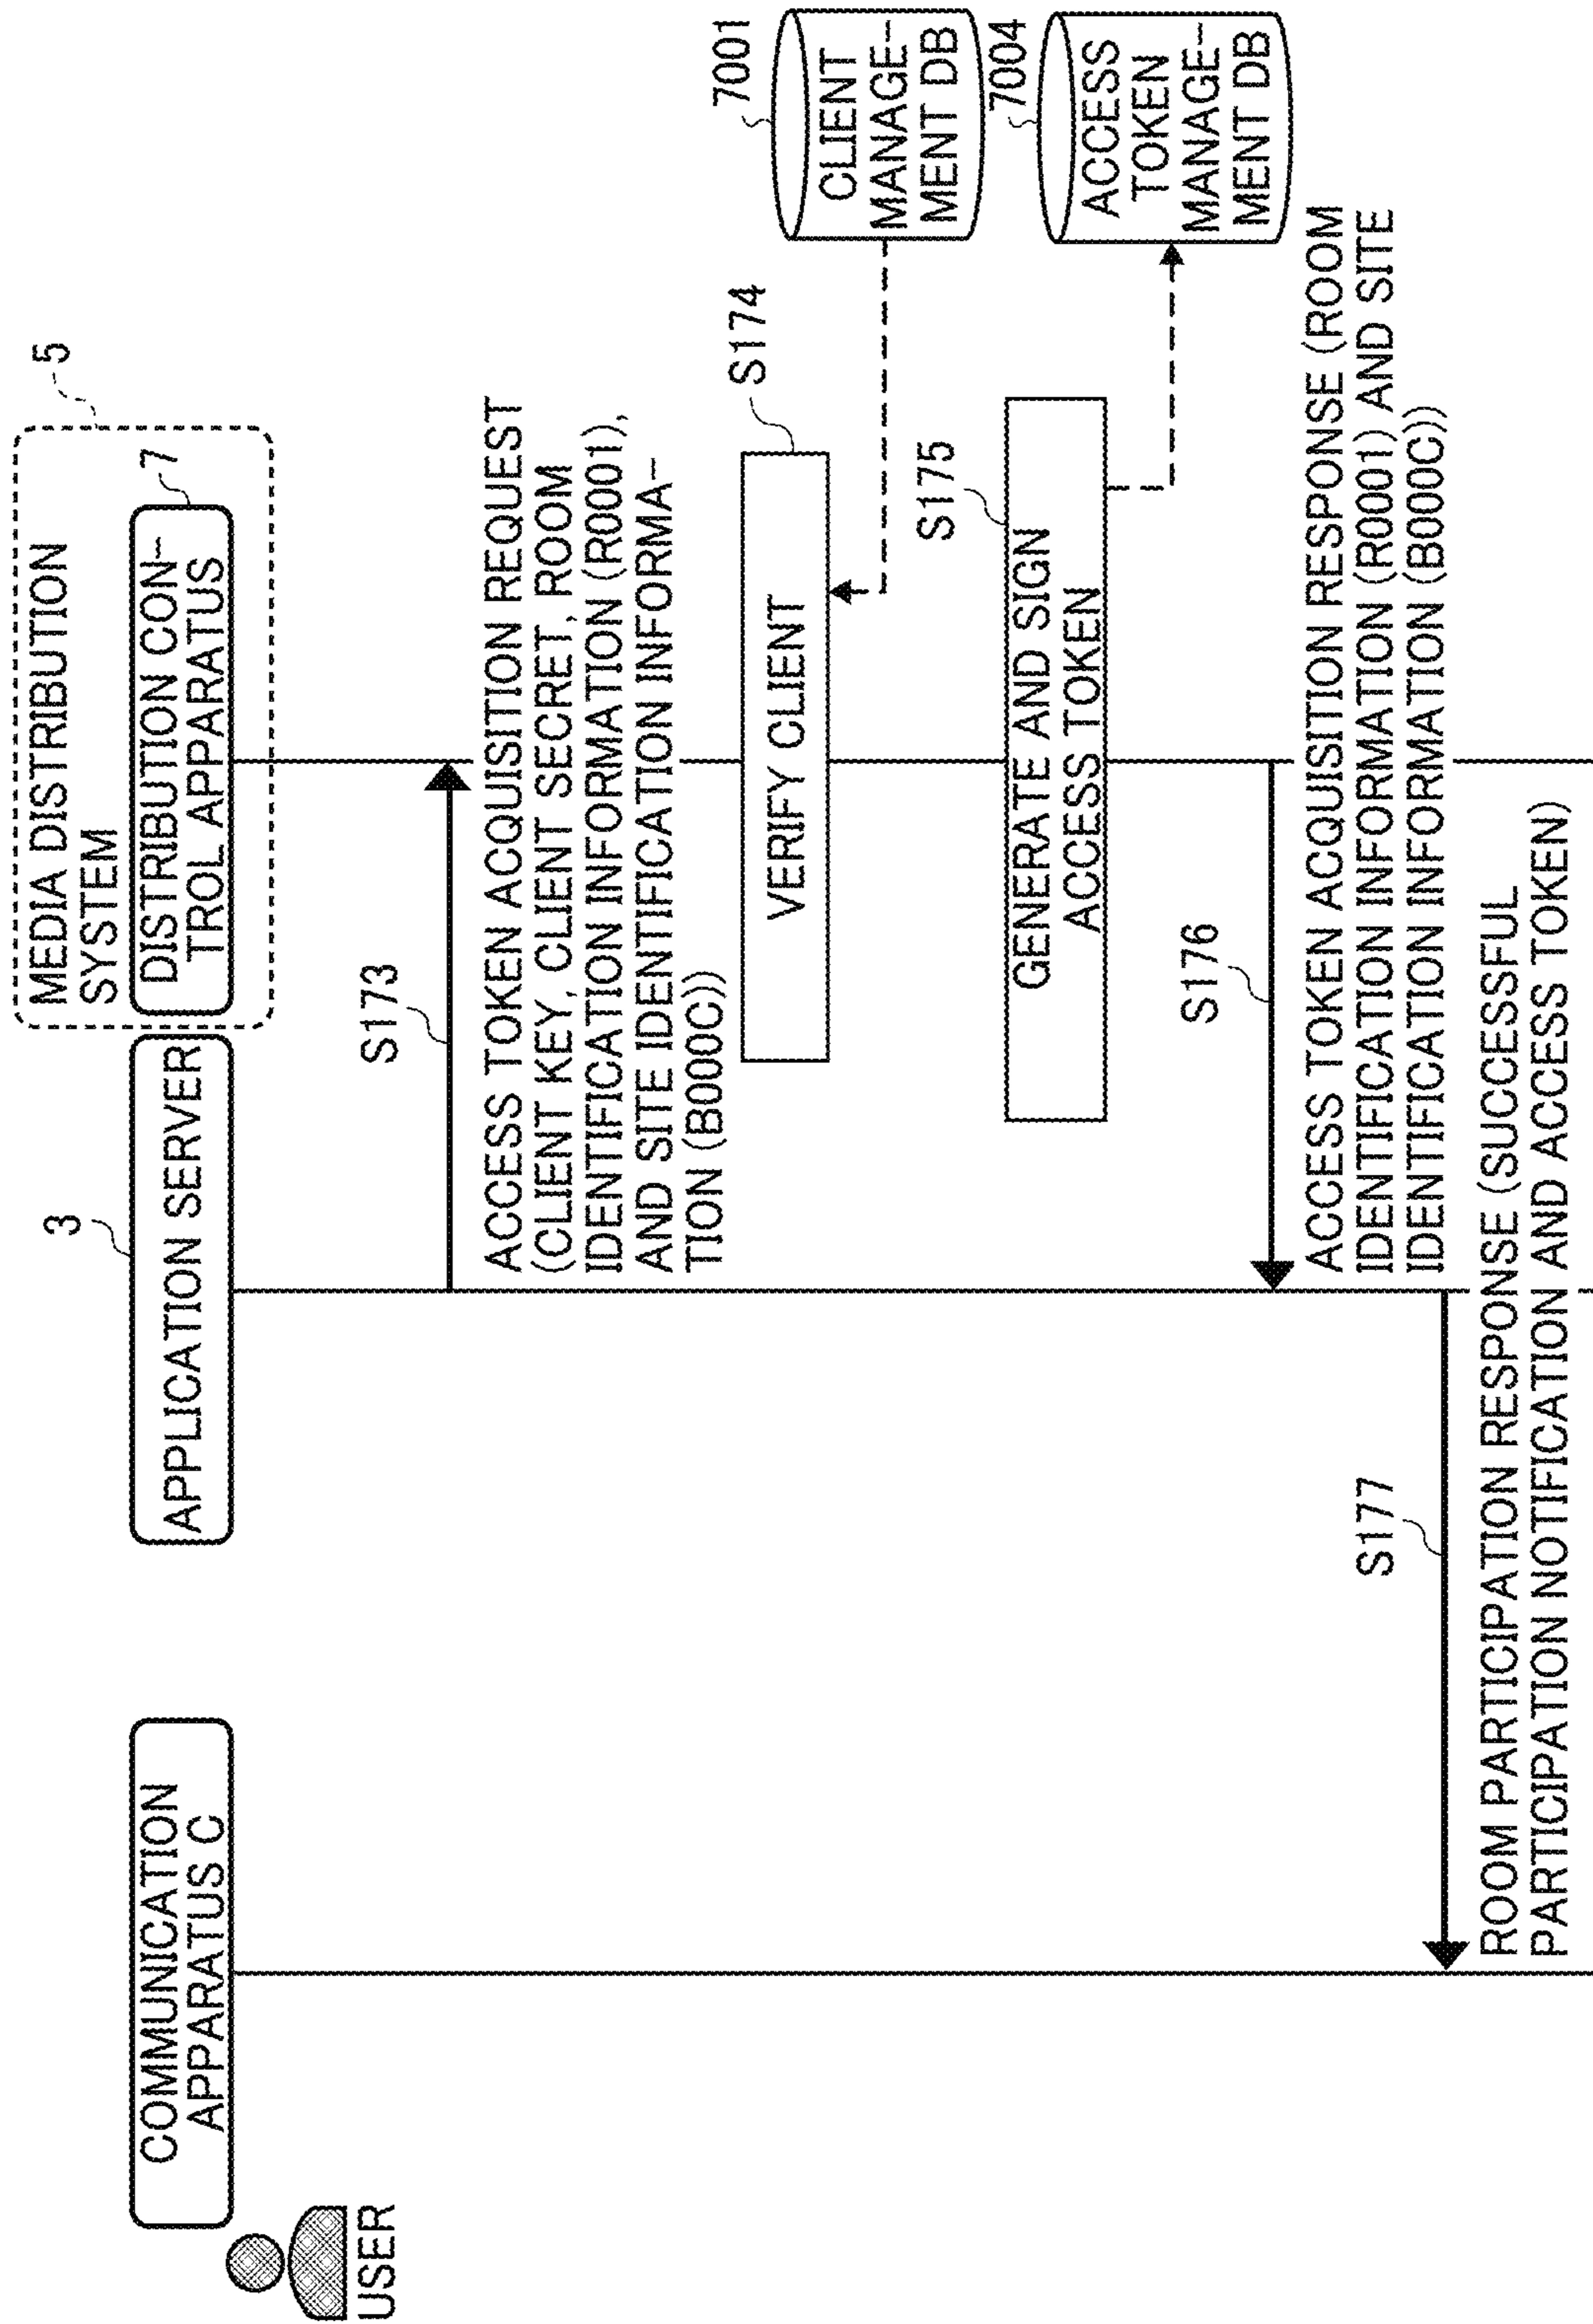 MEDIA DISTRIBUTION
SYSTEM
5
COMMUNICATION
APPARATUS C
3
APPLICATION SERVER
DISTRIBUTION CON-
TROL APPARATUS
7
USER
S173
ACCESS TOKEN ACQUISITION REQUEST
(CLIENT KEY, CLIENT SECRET, ROOM
IDENTIFICATION INFORMATION (R0001),
AND SITE IDENTIFICATION INFORMA-
TION (B000C))
S174
VERIFY CLIENT
7001
CLIENT
MANAGE-
MENT DB
S175
GENERATE AND SIGN
ACCESS TOKEN
7004
ACCESS
TOKEN
MANAGE-
MENT DB
S176
ACCESS TOKEN ACQUISITION RESPONSE (ROOM
IDENTIFICATION INFORMATION (R0001) AND SITE
IDENTIFICATION INFORMATION (B000C))
S177
ROOM PARTICIPATION RESPONSE (SUCCESSFUL
PARTICIPATION NOTIFICATION AND ACCESS TOKEN)